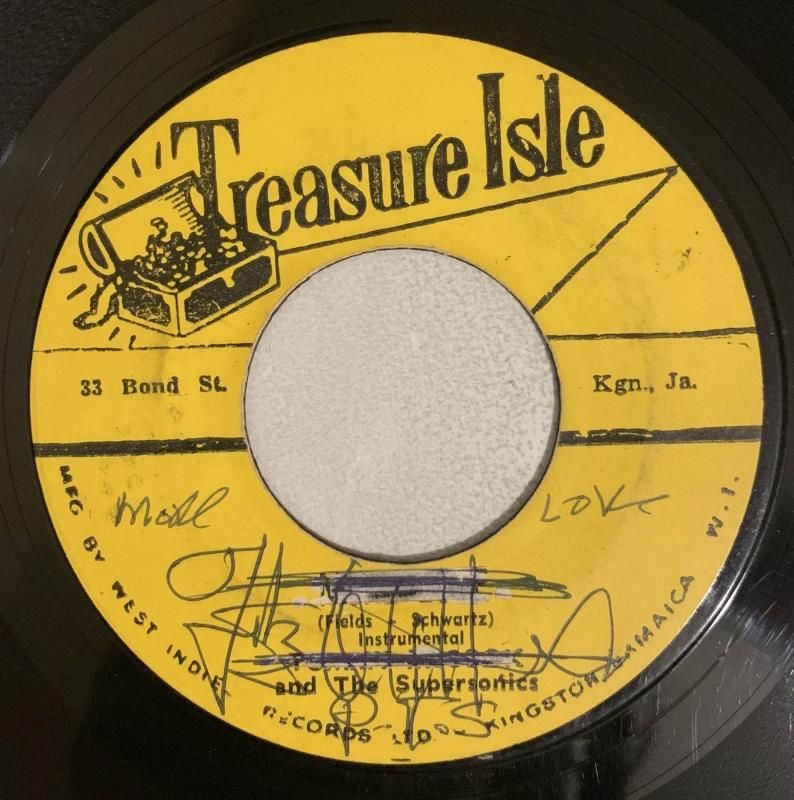 Treasure Isle
33 Bond St. Kgn., Ja.
more Love
(Fields Schwartz)
Instrumental
and The Supersonics
MFG BY WEST INDIES RECORDS LTD. KINGSTON JAMAICA W.I.